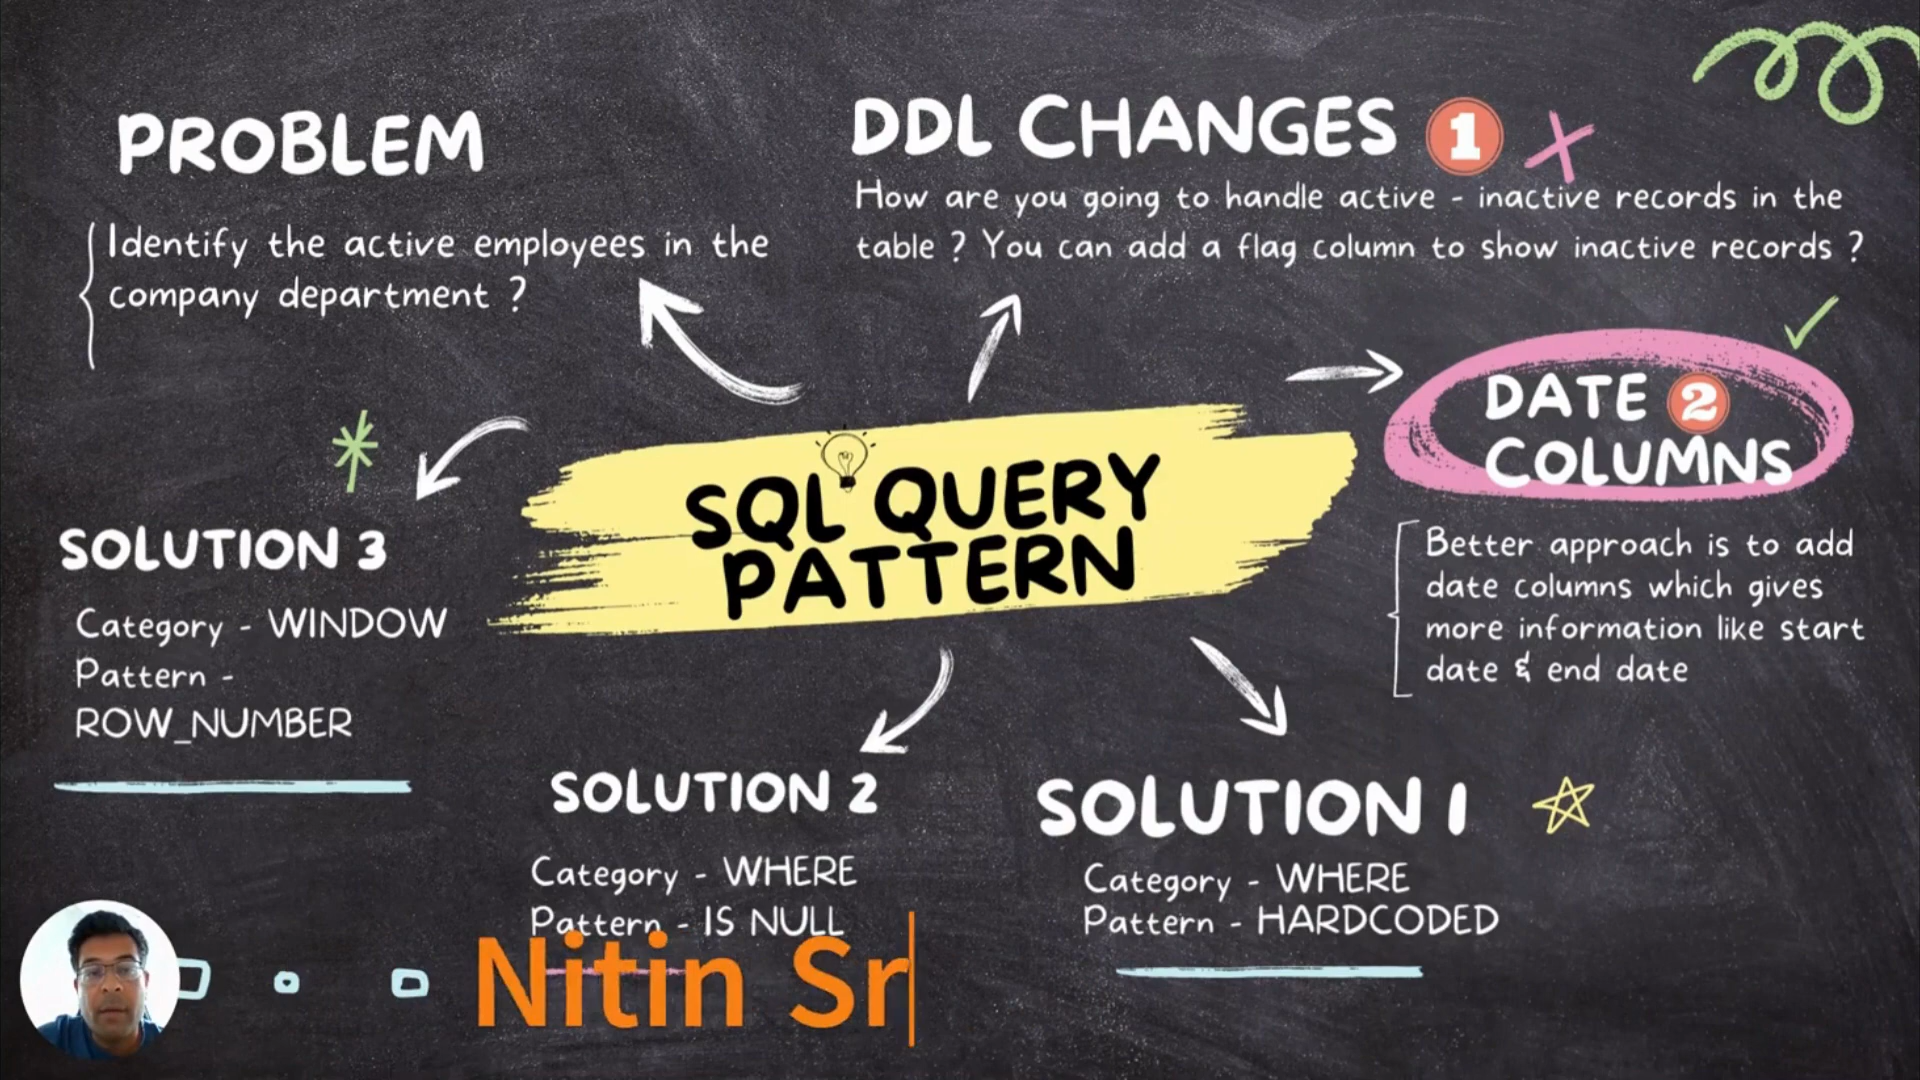 PROBLEM
Identify the active employees in the
company department ?
DDL CHANGES 1
How are you going to handle active - inactive records in the
table ? You can add a flag column to show inactive records ?
DATE 2
COLUMNS
Better approach is to add
date columns which gives
more information like start
date & end date
SQL QUERY
PATTERN
SOLUTION 3
Category - WINDOW
Pattern -
ROW_NUMBER
SOLUTION 2
Category - WHERE
Pattern - IS NULL
SOLUTION 1
Category - WHERE
Pattern - HARDCODED
Nitin Sr